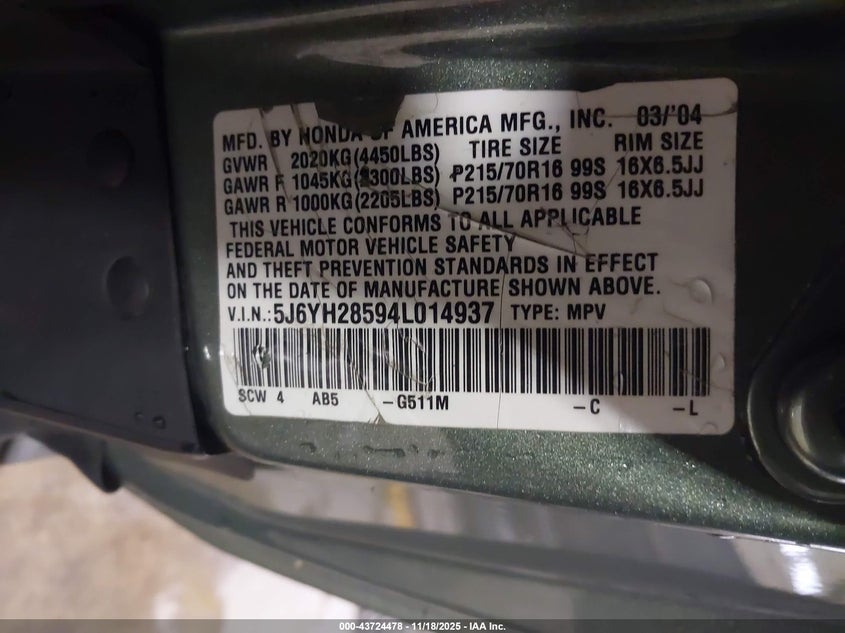 MFD. BY HONDA OF AMERICA MFG., INC. 03/'04
GVWR 2020KG(4450LBS) TIRE SIZE RIM SIZE
GAWR F 1045KG(2300LBS) P215/70R16 99S 16X6.5JJ
GAWR R 1000KG(2205LBS) P215/70R16 99S 16X6.5JJ
THIS VEHICLE CONFORMS TO ALL APPLICABLE
FEDERAL MOTOR VEHICLE SAFETY
AND THEFT PREVENTION STANDARDS IN EFFECT
ON THE DATE OF MANUFACTURE SHOWN ABOVE.
V.I.N.:5J6YH28594L014937 TYPE: MPV
SCW 4 AB5 –G511M –C –L
000-43724478 - 11/18/2025 - IAA Inc.